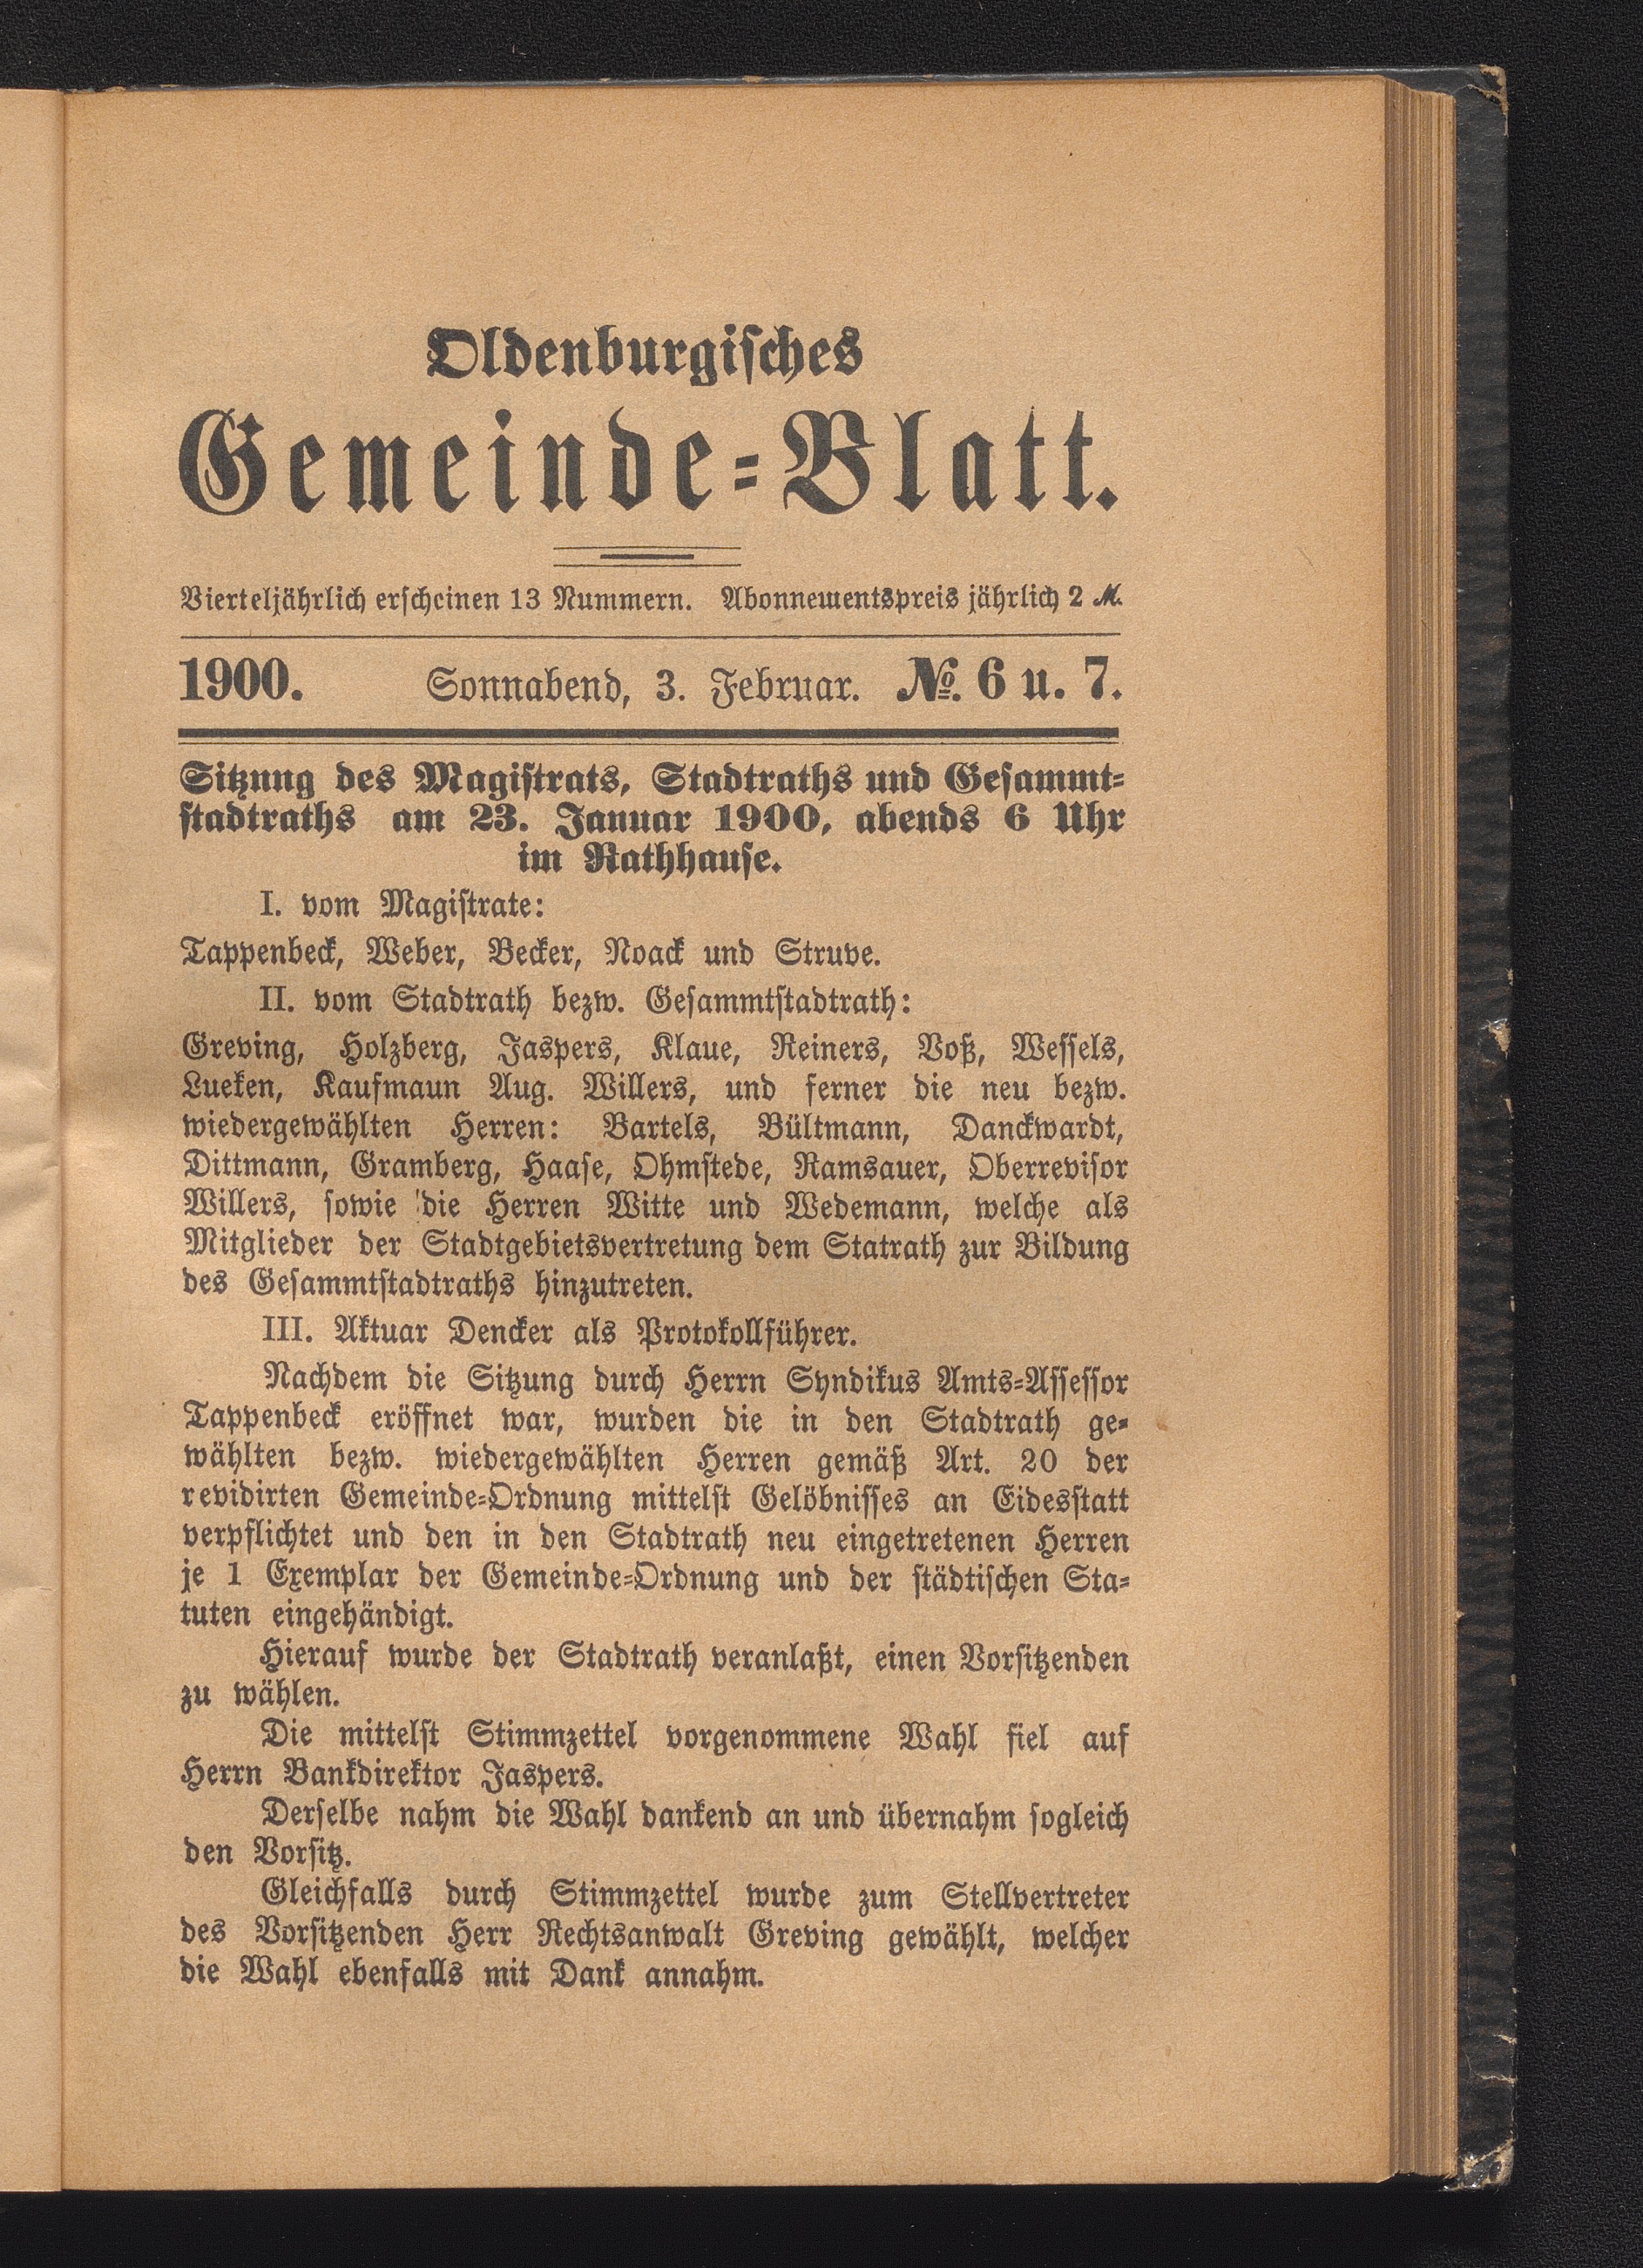 Oldenburgisches
Gemeinde-Blatt.
Vierteljährlich erscheinen 13 Nummern. Abonnementspreis jährlich 2 M.
1900. Sonnabend, 3. Februar. №. 6 u. 7.
Sitzung des Magistrats, Stadtraths und Gesammt-
stadtraths am 23. Januar 1900, abends 6 Uhr
im Rathhause.
I. vom Magistrate:
Tappenbeck, Weber, Becker, Noack und Struve.
II. vom Stadtrath bezw. Gesammtstadtrath:
Greving, Holzberg, Jaspers, Klaue, Reiners, Voß, Wessels,
Lueken, Kaufmaun Aug. Willers, und ferner die neu bezw.
wiedergewählten Herren: Bartels, Bültmann, Danckwardt,
Dittmann, Gramberg, Haase, Ohmstede, Ramsauer, Oberrevisor
Willers, sowie die Herren Witte und Wedemann, welche als
Mitglieder der Stadtgebietsvertretung dem Statrath zur Bildung
des Gesammtstadtraths hinzutreten.
III. Aktuar Dencker als Protokollführer.
Nachdem die Sitzung durch Herrn Syndikus Amts-Assessor
Tappenbeck eröffnet war, wurden die in den Stadtrath ge-
wählten bezw. wiedergewählten Herren gemäß Art. 20 der
revidirten Gemeinde-Ordnung mittelst Gelöbnisses an Eidesstatt
verpflichtet und den in den Stadtrath neu eingetretenen Herren
je 1 Exemplar der Gemeinde-Ordnung und der städtischen Sta-
tuten eingehändigt.
Hierauf wurde der Stadtrath veranlaßt, einen Vorsitzenden
zu wählen.
Die mittelst Stimmzettel vorgenommene Wahl fiel auf
Herrn Bankdirektor Jaspers.
Derselbe nahm die Wahl dankend an und übernahm sogleich
den Vorsitz.
Gleichfalls durch Stimmzettel wurde zum Stellvertreter
des Vorsitzenden Herr Rechtsanwalt Greving gewählt, welcher
die Wahl ebenfalls mit Dank annahm.